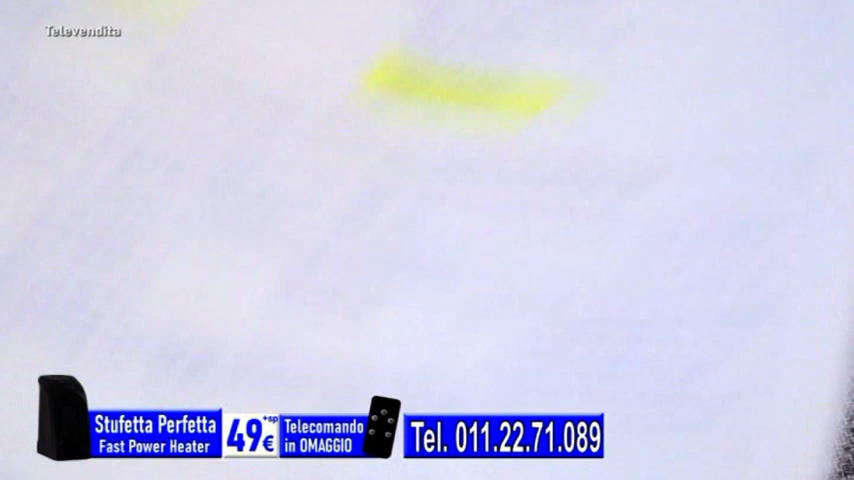 Televendita
Stufetta Perfetta
Fast Power Heater
49€ +sp
Telecomando
in OMAGGIO
Tel. 011.22.71.089